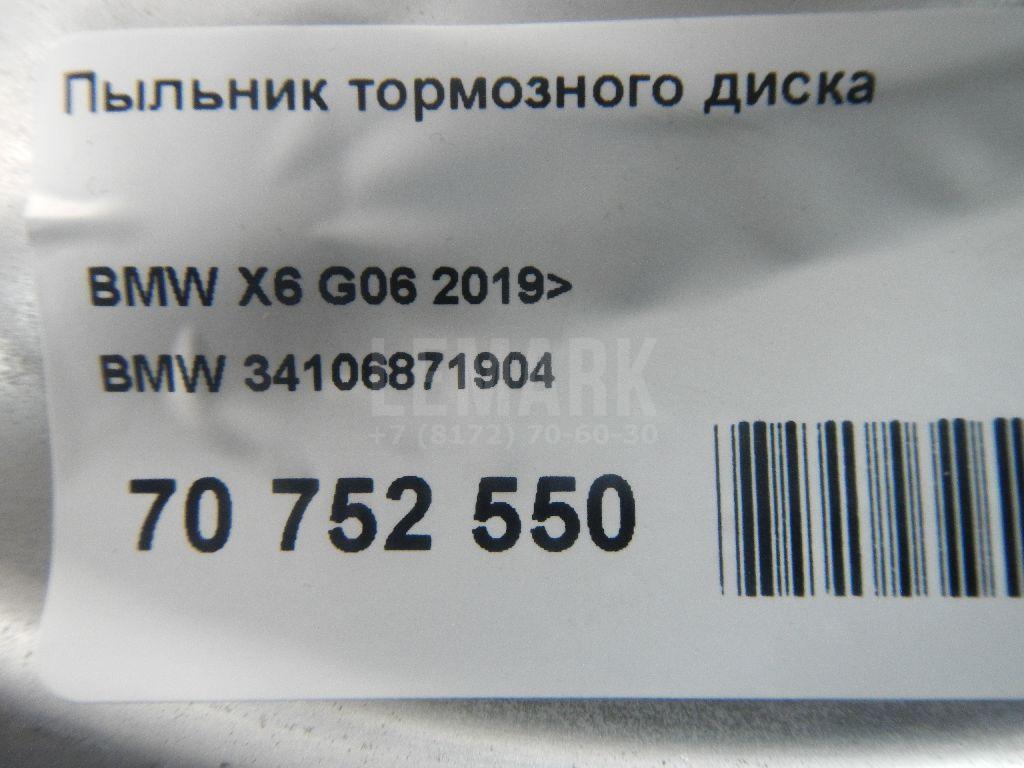 Пыльник тормозного диска
BMW X6 G06 2019>
BMW 34106871904
LEMARK
+7 (8172) 70-60-30
70 752 550